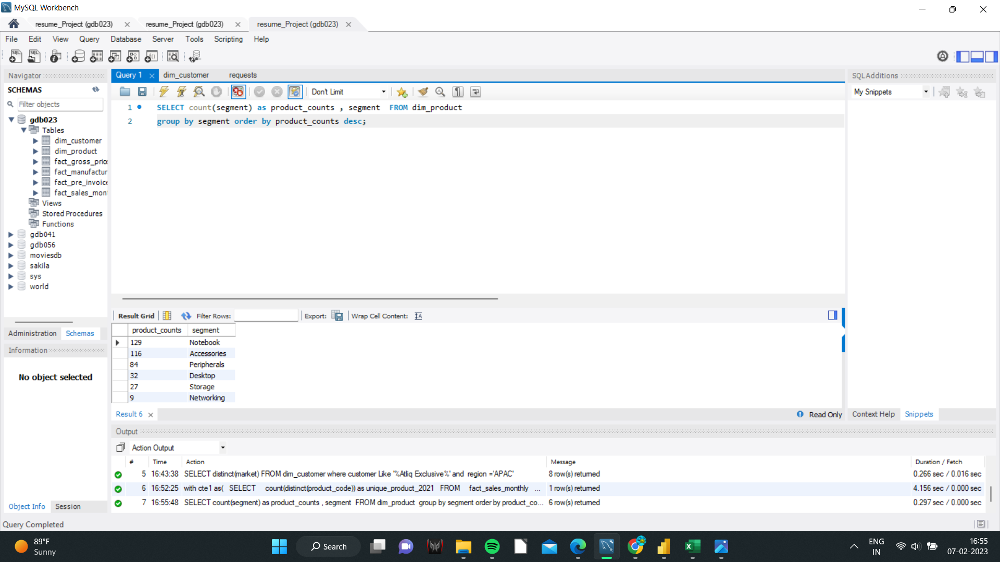 MySQL Workbench
resume_Project (gdb023) resume_Project (gdb023) resume_Project (gdb023)
File Edit View Query Database Server Tools Scripting Help
Navigator
SCHEMAS
Filter objects
gdb023
Tables
dim_customer
dim_product
fact_gross_price
fact_manufactur
fact_pre_invoice
fact_sales_mont
Views
Stored Procedures
Functions
gdb041
gdb056
moviesdb
sakila
sys
world
Administration Schemas
Information
No object selected
Object Info Session
Query 1 dim_customer requests
Don't Limit
1 SELECT count(segment) as product_counts , segment FROM dim_product
2 group by segment order by product_counts desc;
Result Grid Filter Rows: Export: Wrap Cell Content:
product_counts segment
129 Notebook
116 Accessories
84 Peripherals
32 Desktop
27 Storage
9 Networking
Result 6 Read Only
SQLAdditions
My Snippets
Context Help Snippets
Output
Action Output
# Time Action Message Duration / Fetch
5 16:43:38 SELECT distinct(market) FROM dim_customer where customer Like "%Atliq Exclusive%' and region ='APAC' 8 row(s) returned 0.266 sec / 0.016 sec
6 16:52:25 with cte1 as( SELECT count(distinct(product_code)) as unique_product_2021 FROM fact_sales_monthly ... 1 row(s) returned 4.156 sec / 0.000 sec
7 16:55:48 SELECT count(segment) as product_counts , segment FROM dim_product group by segment order by product_co... 6 row(s) returned 0.297 sec / 0.000 sec
Query Completed
89°F
Sunny
Search
ENG
IN
16:55
07-02-2023